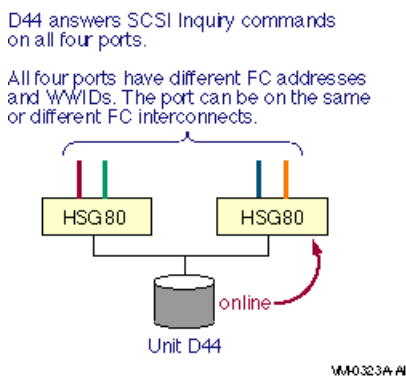 D44 answers SCSI Inquiry commands
on all four ports.
All four ports have different FC addresses
and WWIDs. The port can be on the same
or different FC interconnects.
HSG80 HSG80
online
Unit D44
VM-0323A-AI